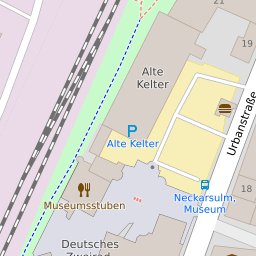 21
19
Alte
Kelter
P
Alte Kelter
Urbanstraße
Neckarsulm,
Museum
18
Museumsstuben
Deutsches
Zweirad